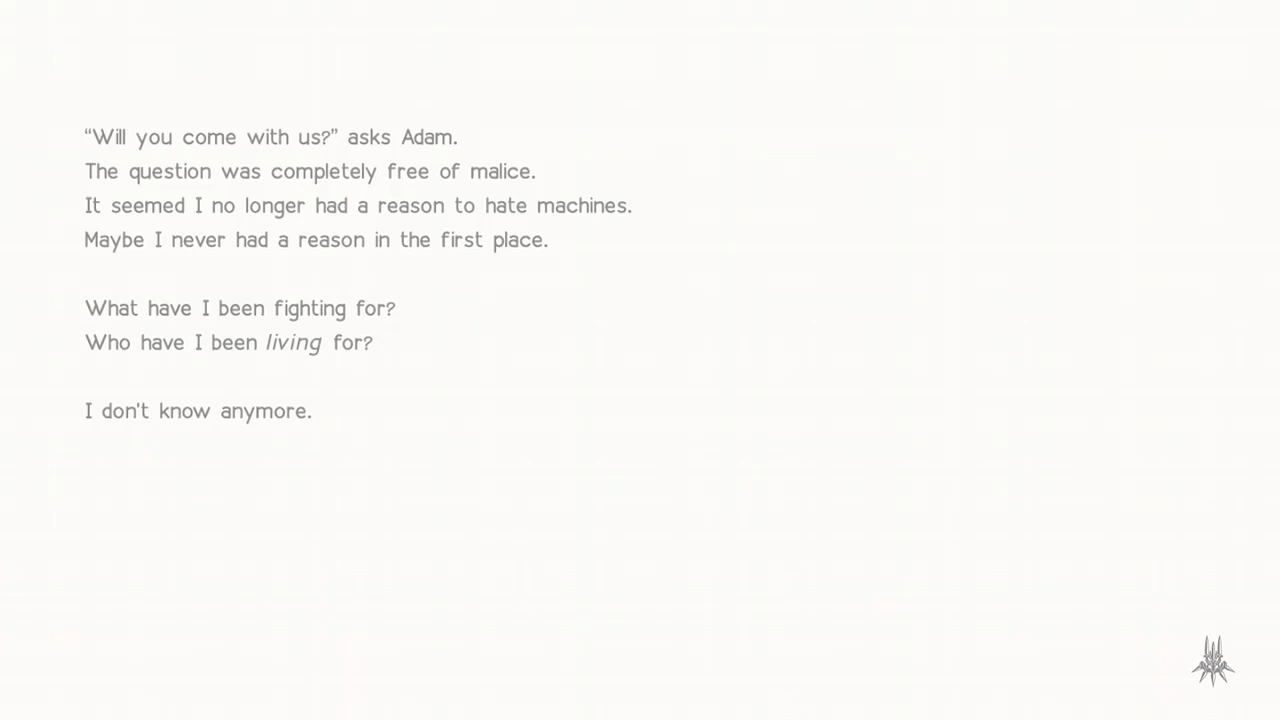 “Will you come with us?” asks Adam.
The question was completely free of malice.
It seemed I no longer had a reason to hate machines.
Maybe I never had a reason in the first place.
What have I been fighting for?
Who have I been living for?
I don't know anymore.